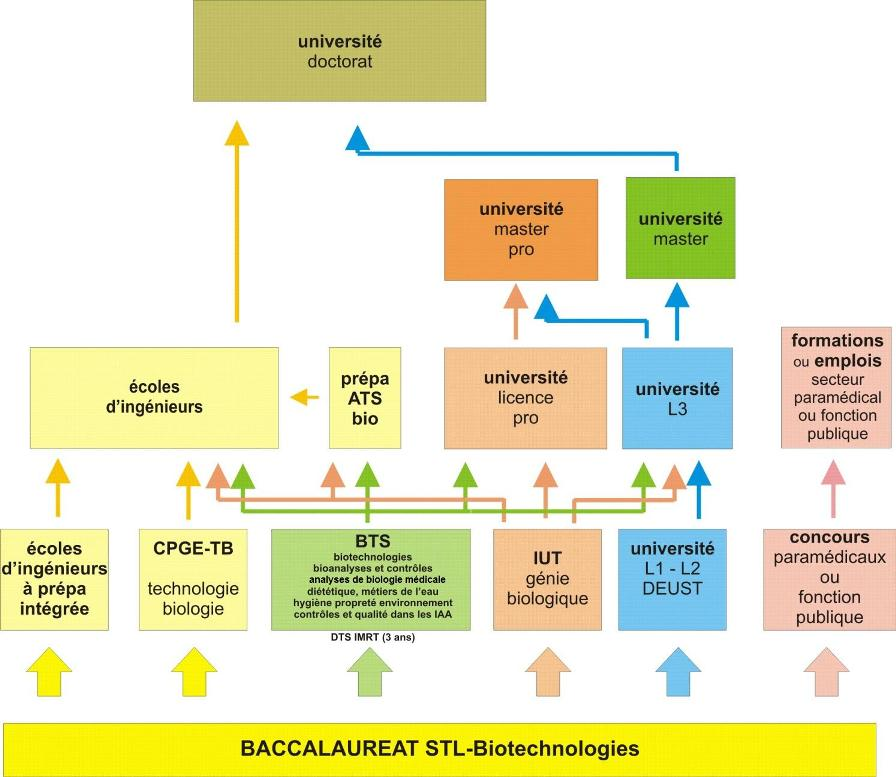 université
doctorat
université
master
pro
université
master
écoles
d'ingénieurs
prépa
ATS
bio
université
licence
pro
université
L3
formations
ou emplois
secteur
paramédical
ou fonction
publique
écoles
d'ingénieurs
à prépa
intégrée
CPGE-TB
technologie
biologie
BTS
biotechnologies
bioanalyses et contrôles
analyses de biologie médicale
diététique, métiers de l'eau
hygiène propreté environnement
contrôles et qualité dans les IAA
DTS IMRT (3 ans)
IUT
génie
biologique
université
L1 - L2
DEUST
concours
paramédicaux
ou
fonction
publique
BACCALAUREAT STL-Biotechnologies